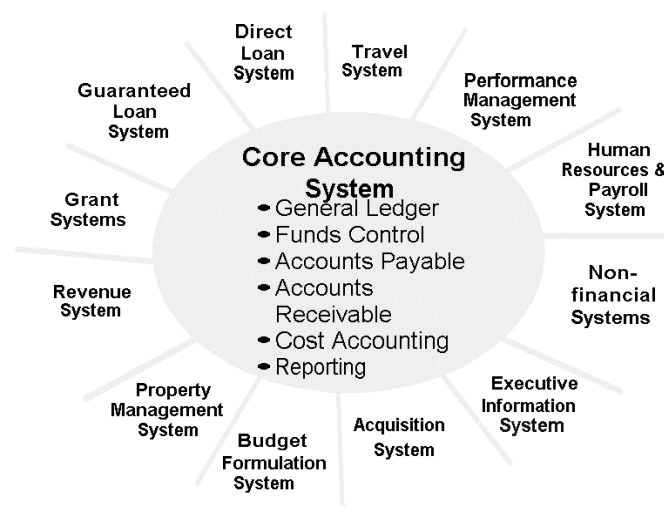 Direct
Loan
System
Travel
System
Performance
Management
System
Human
Resources &
Payroll
System
Non-
financial
Systems
Executive
Information
System
Acquisition
System
Budget
Formulation
System
Property
Management
System
Revenue
System
Grant
Systems
Guaranteed
Loan
System
Core Accounting
System
• General Ledger
• Funds Control
• Accounts Payable
• Accounts
Receivable
• Cost Accounting
• Reporting